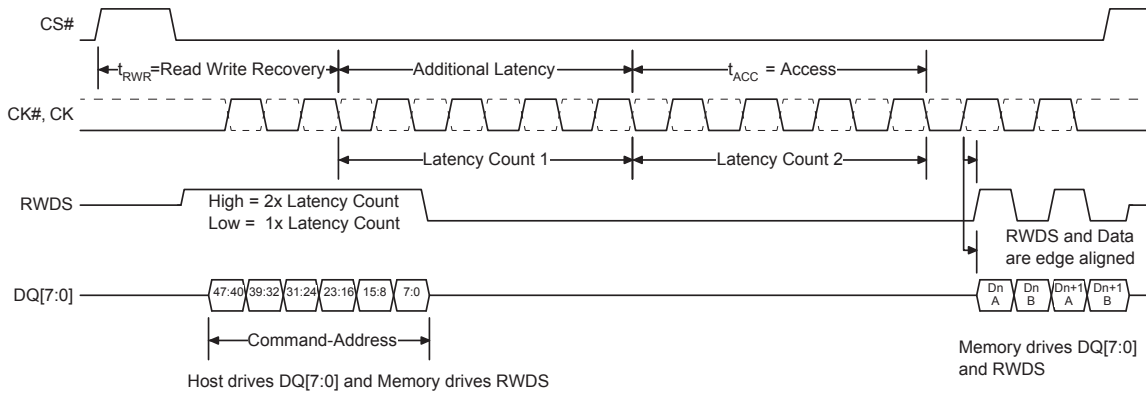 CS#
tRWR=Read Write Recovery
Additional Latency
tACC = Access
CK#, CK
Latency Count 1
Latency Count 2
RWDS
High = 2x Latency Count
Low = 1x Latency Count
RWDS and Data
are edge aligned
DQ[7:0]
47:40 39:32 31:24 23:16 15:8 7:0
Dn A
Dn B
Dn+1 A
Dn+1 B
Command-Address
Memory drives DQ[7:0]
and RWDS
Host drives DQ[7:0] and Memory drives RWDS